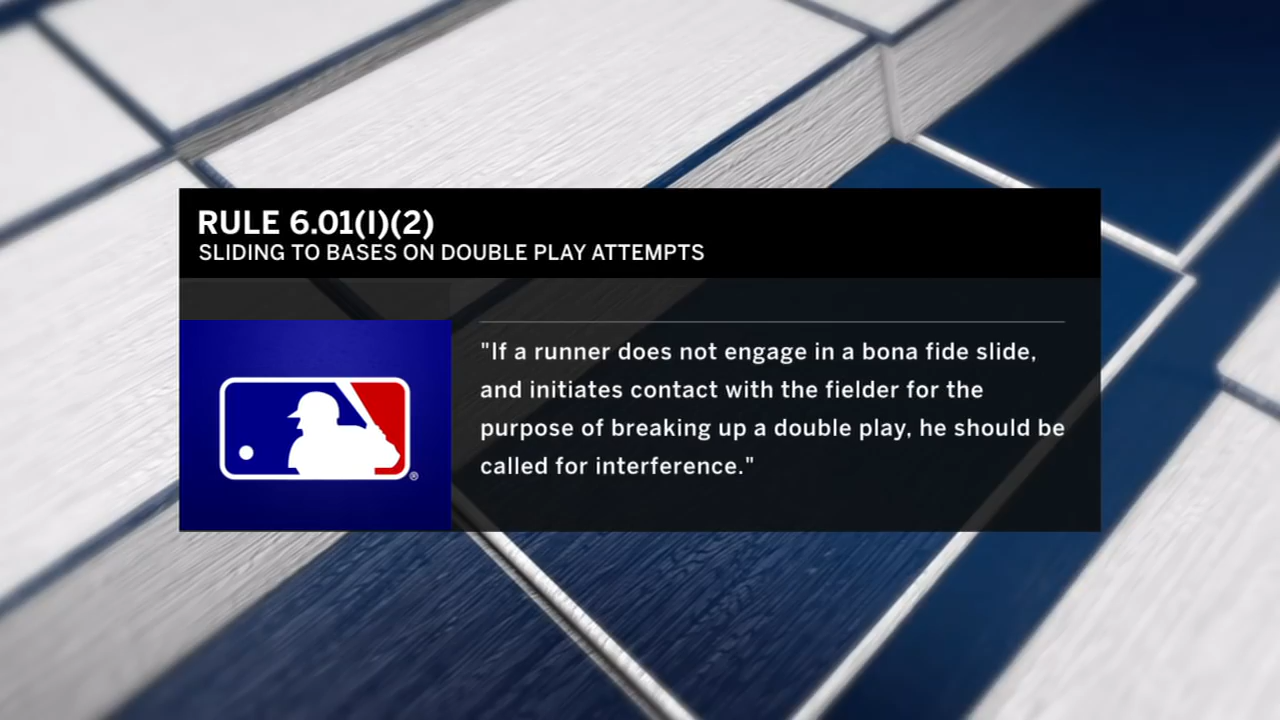 RULE 6.01(I)(2)
SLIDING TO BASES ON DOUBLE PLAY ATTEMPTS
"If a runner does not engage in a bona fide slide,
and initiates contact with the fielder for the
purpose of breaking up a double play, he should be
called for interference."
®